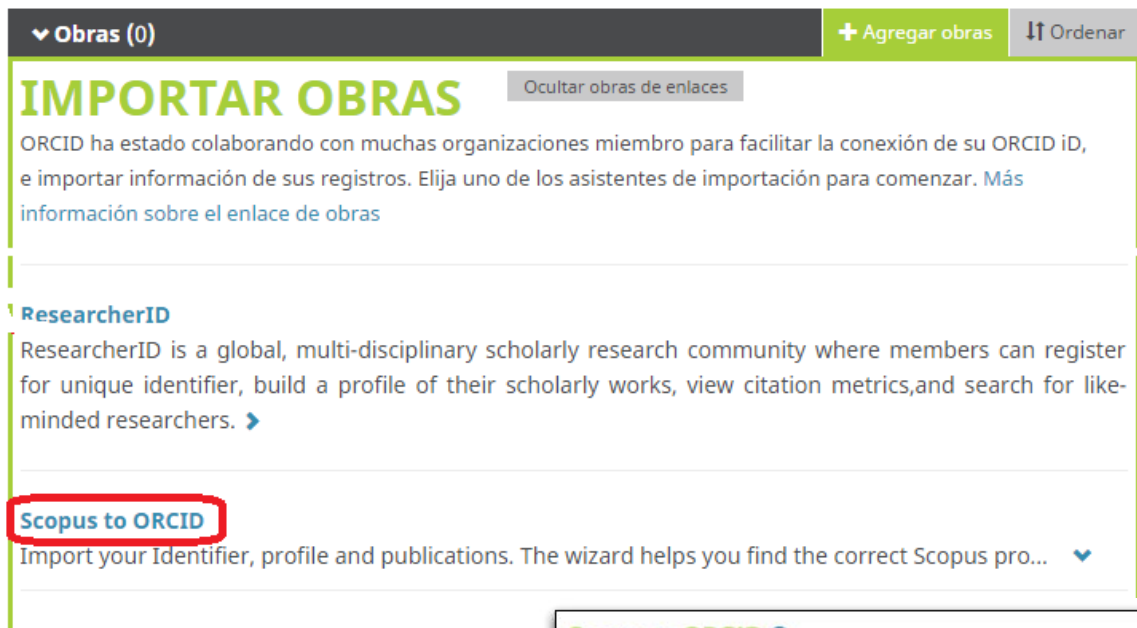 Obras (0)
Agregar obras
Ordenar
IMPORTAR OBRAS
Ocultar obras de enlaces
ORCID ha estado colaborando con muchas organizaciones miembro para facilitar la conexión de su ORCID iD,
e importar información de sus registros. Elija uno de los asistentes de importación para comenzar. Más
información sobre el enlace de obras
ResearcherID
ResearcherID is a global, multi-disciplinary scholarly research community where members can register
for unique identifier, build a profile of their scholarly works, view citation metrics,and search for like-
minded researchers.
Scopus to ORCID
Import your Identifier, profile and publications. The wizard helps you find the correct Scopus pro...